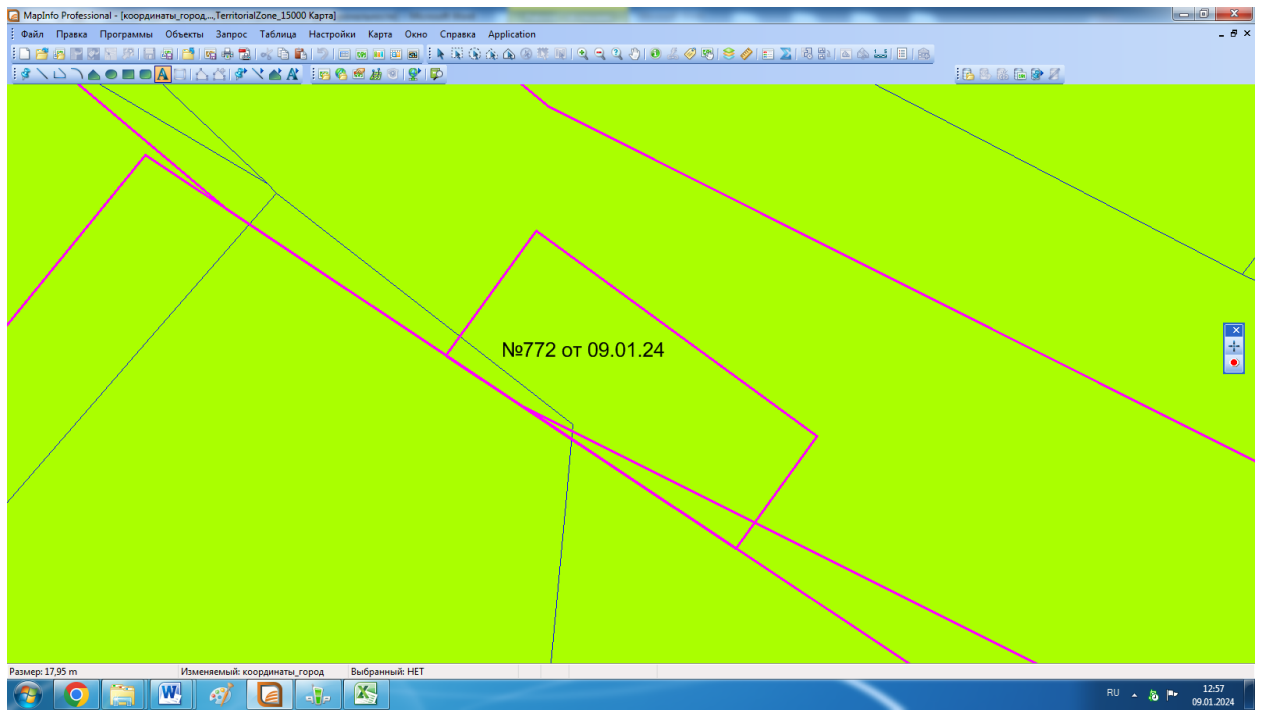 MapInfo Professional - [координаты_город,...,TerritorialZone_15000 Карта]
Файл Правка Программы Объекты Запрос Таблица Настройки Карта Окно Справка Application
№772 от 09.01.24
Размер: 17,95 m Изменяемый: координаты_город Выбранный: НЕТ
RU 12:57
09.01.2024